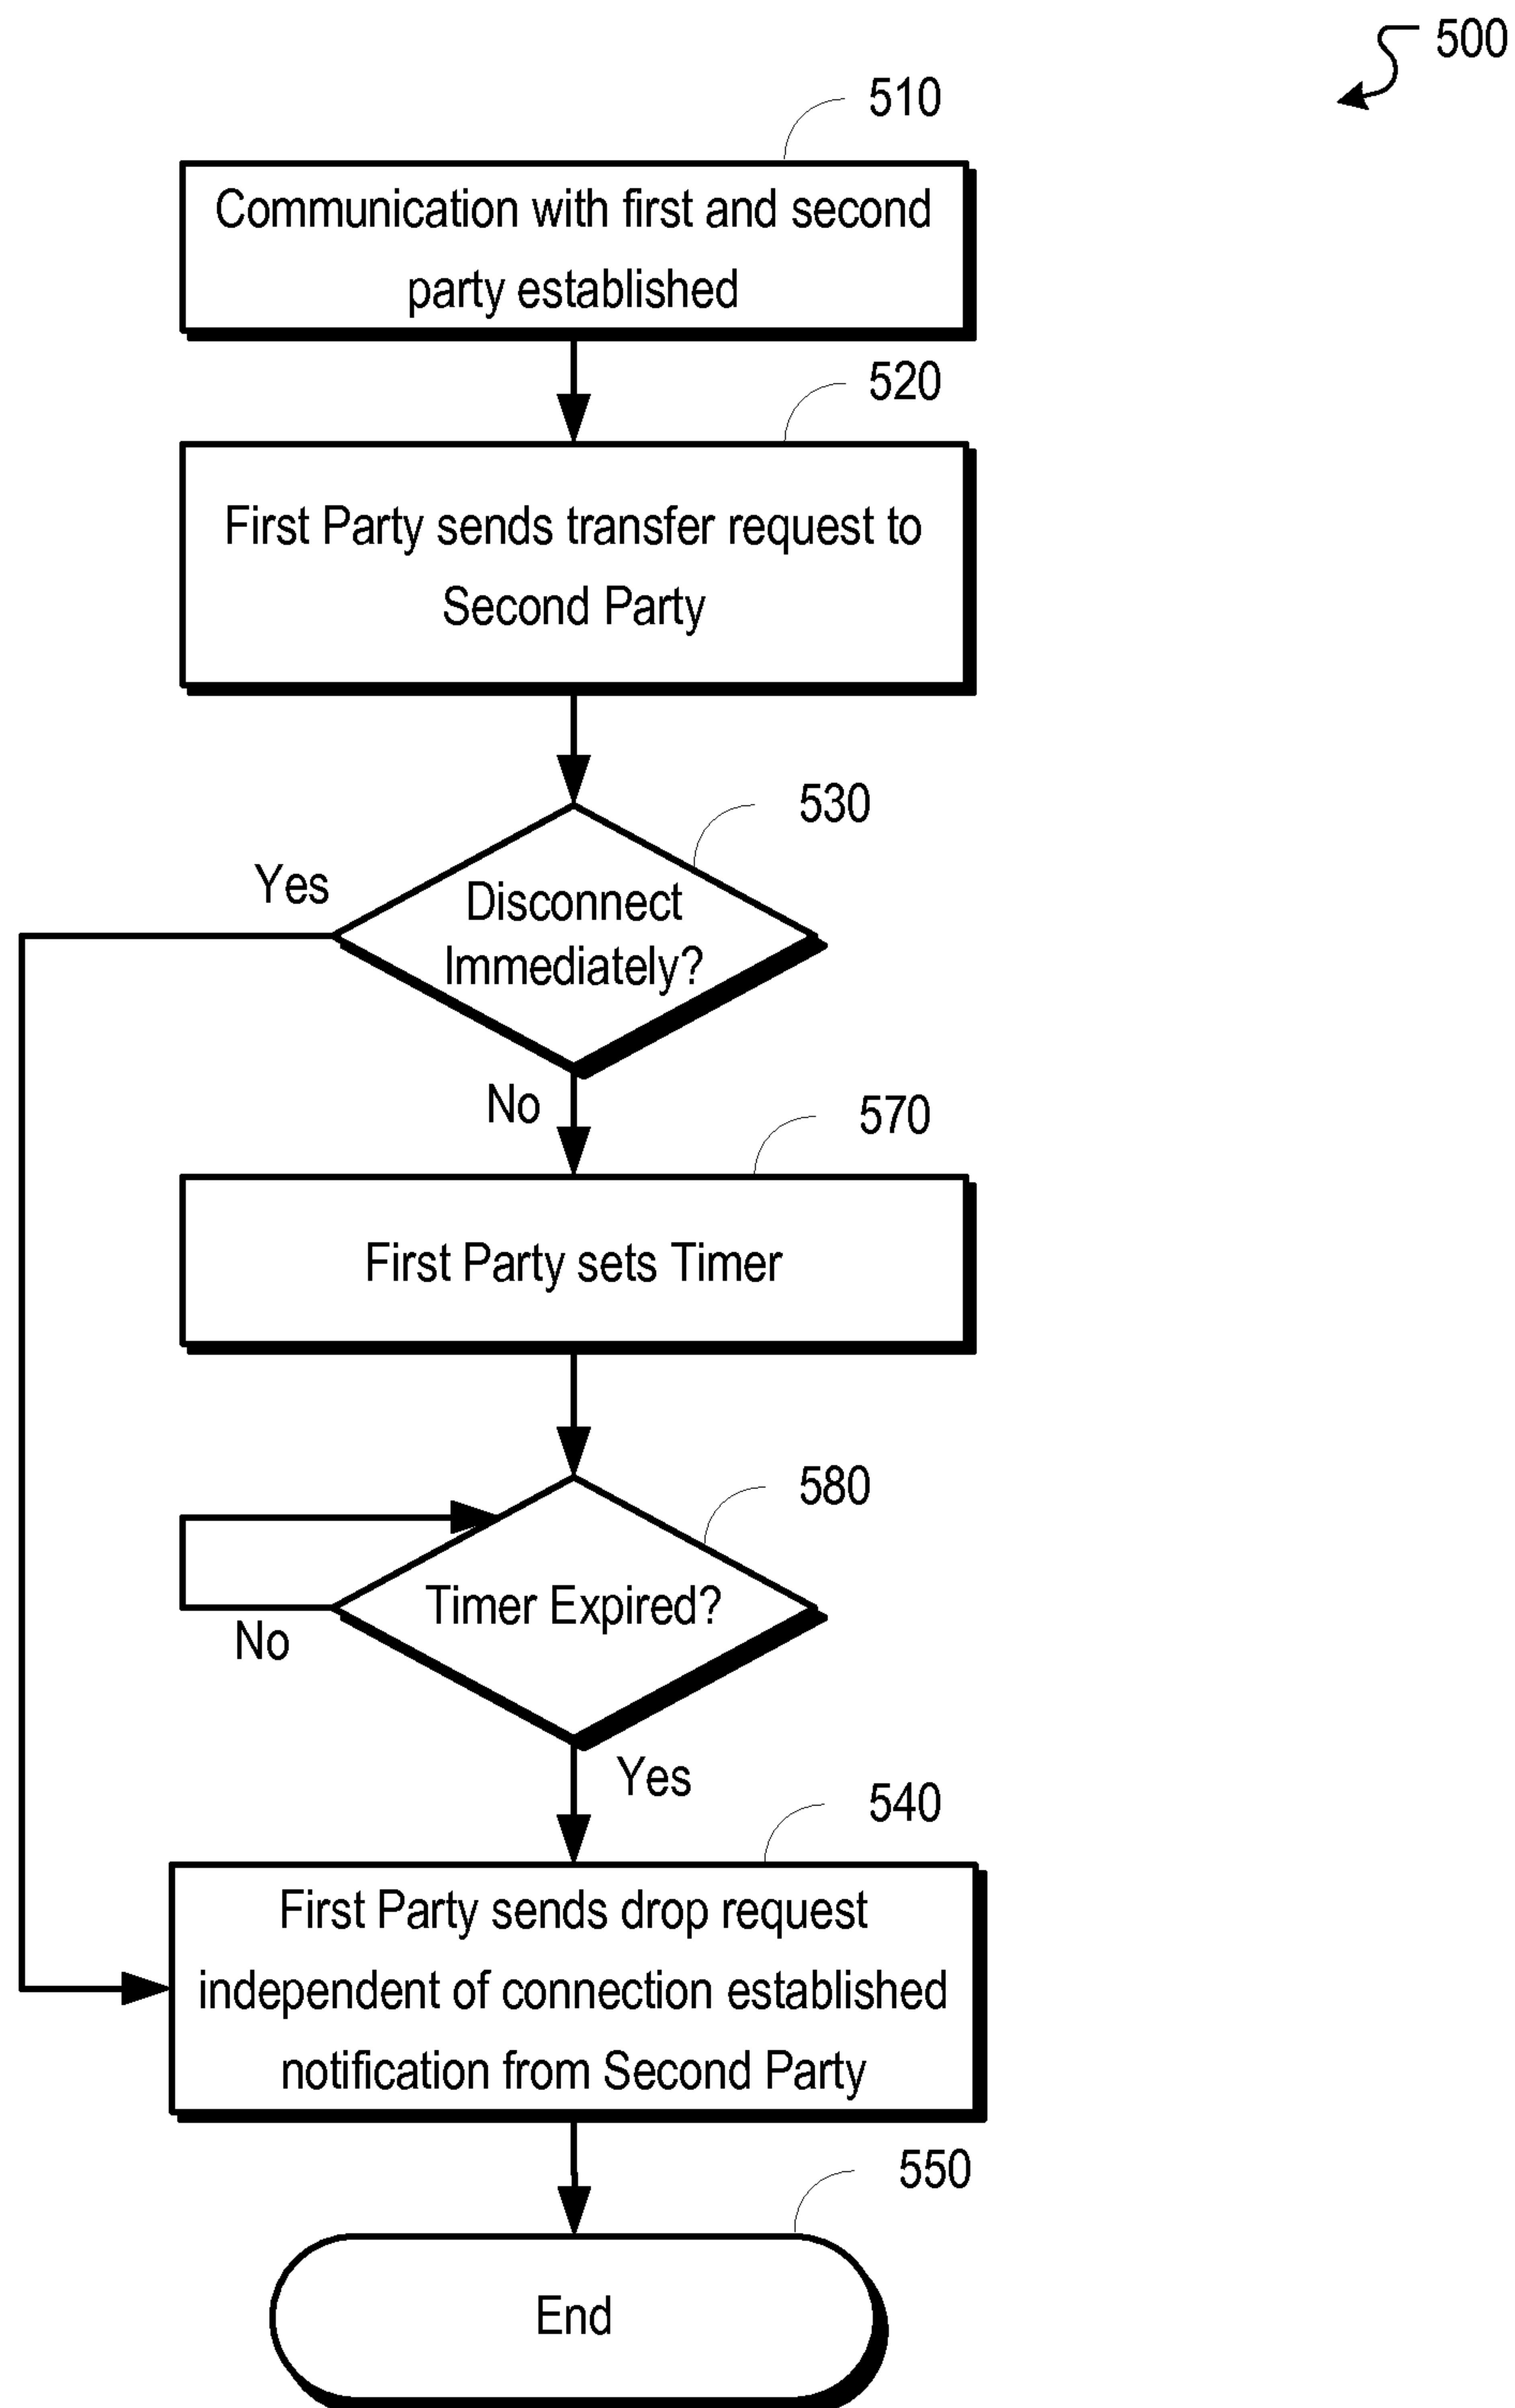 500
510
Communication with first and second
party established
520
First Party sends transfer request to
Second Party
530
Yes
Disconnect
Immediately?
No
570
First Party sets Timer
580
Timer Expired?
No
Yes
540
First Party sends drop request
independent of connection established
notification from Second Party
550
End